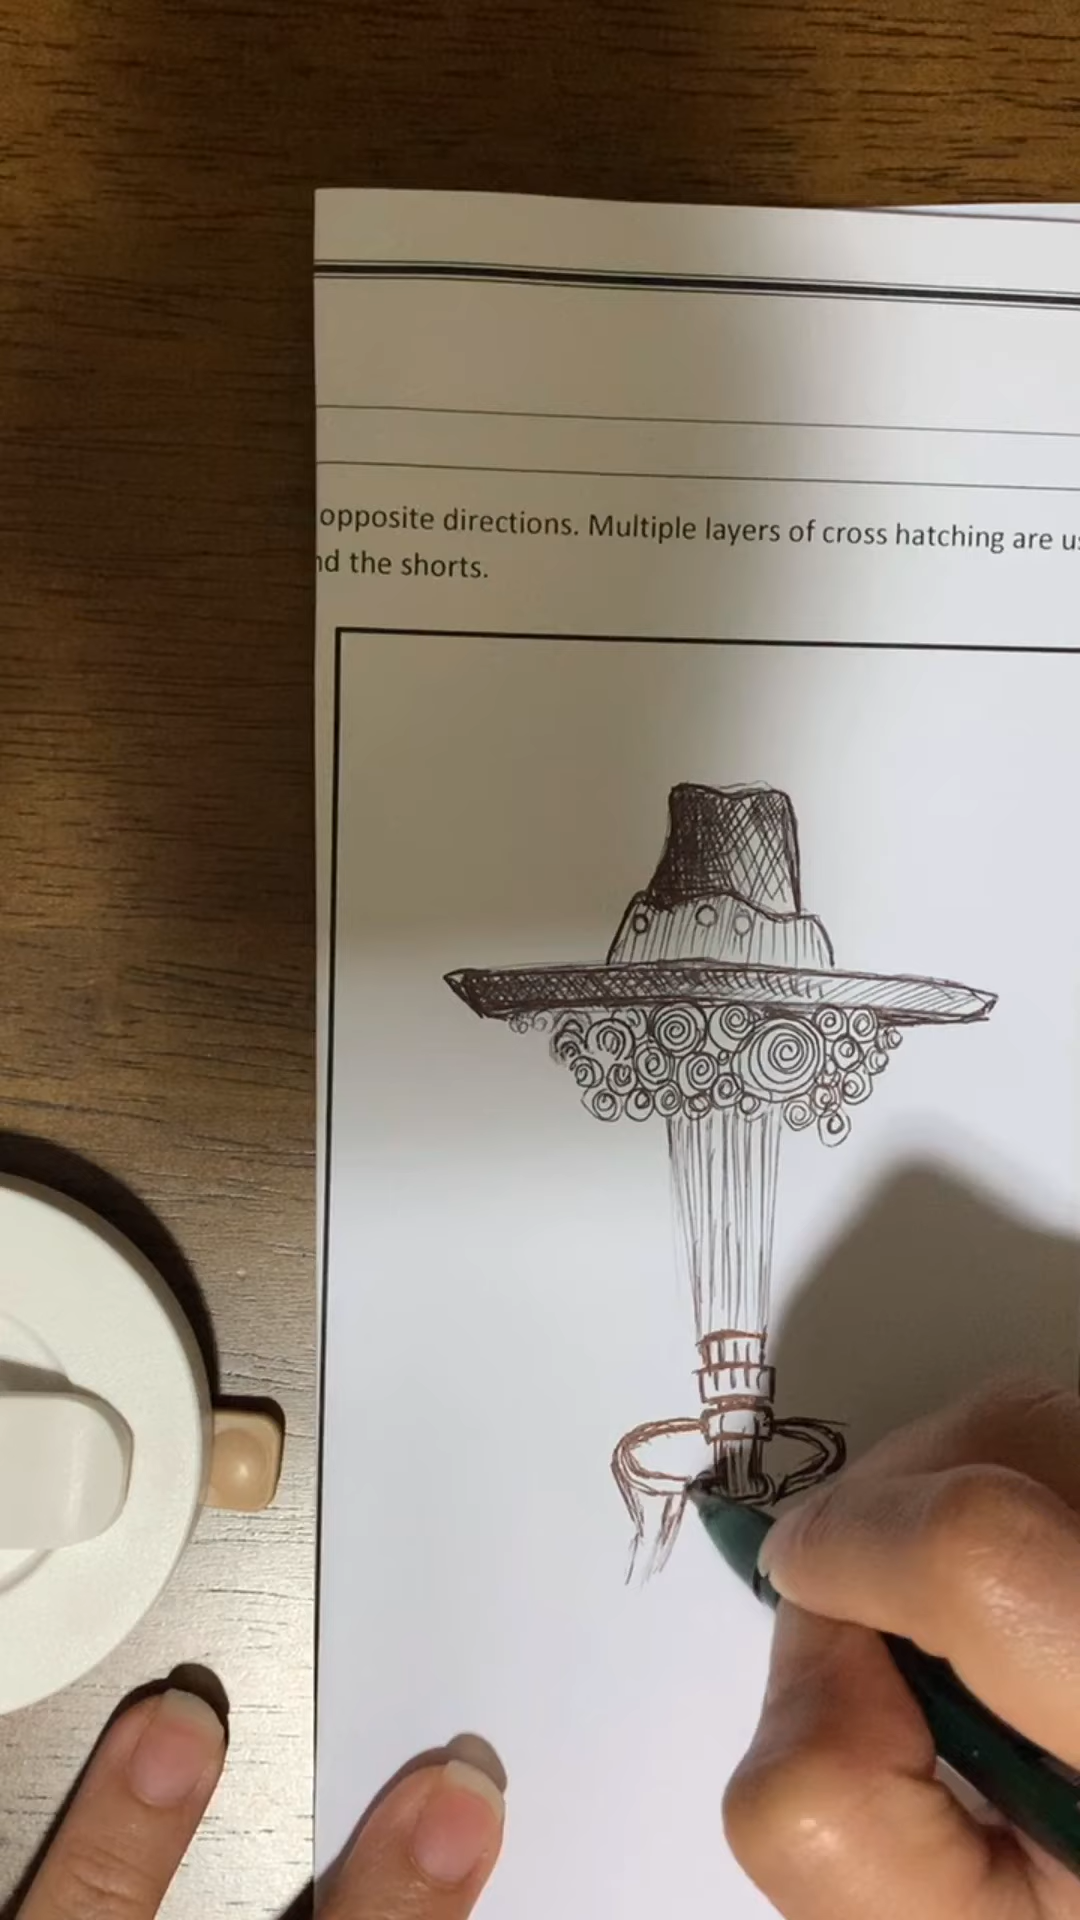 opposite directions. Multiple layers of cross hatching are
the shorts.